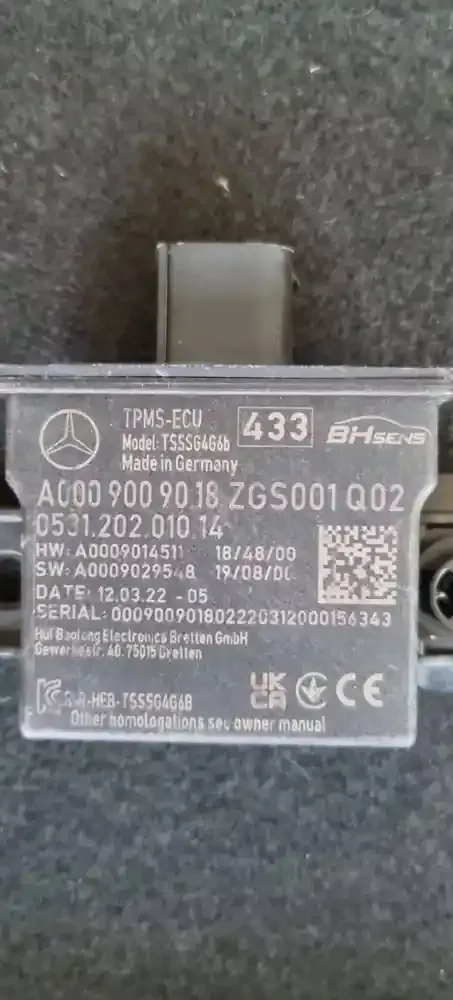 TPMS-ECU
433
BHSENS
Model: TSSSG4G6b
Made in Germany
A000 900 90 18 ZGS001 Q02
0531.202.010.14
HW: A0009014511 18/48/00
SW: A0009029548 19/08/00
DATE: 12.03.22 -05
SERIAL: 00090090180222031200015​6343
Huf Baolong Electronics Bretten GmbH
Gewerbestr. 40, 75015 Bretten
UK
CA
CE
R-R-HEB-TSSSG4G6B
Other homologations see owner manual